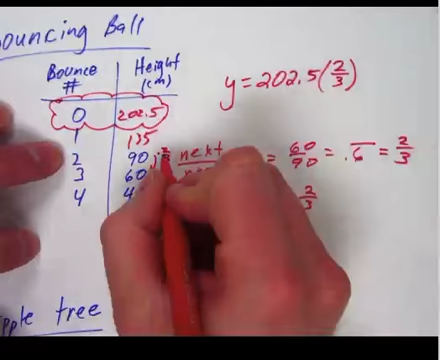 ouncing Ball
Bounce Height
# (cm)
0 202.5
y = 202.5(2/3)
1 135
2 90 next = 60/90 = .6̅ = 2/3
3 60
4 4 2/3
pple tree